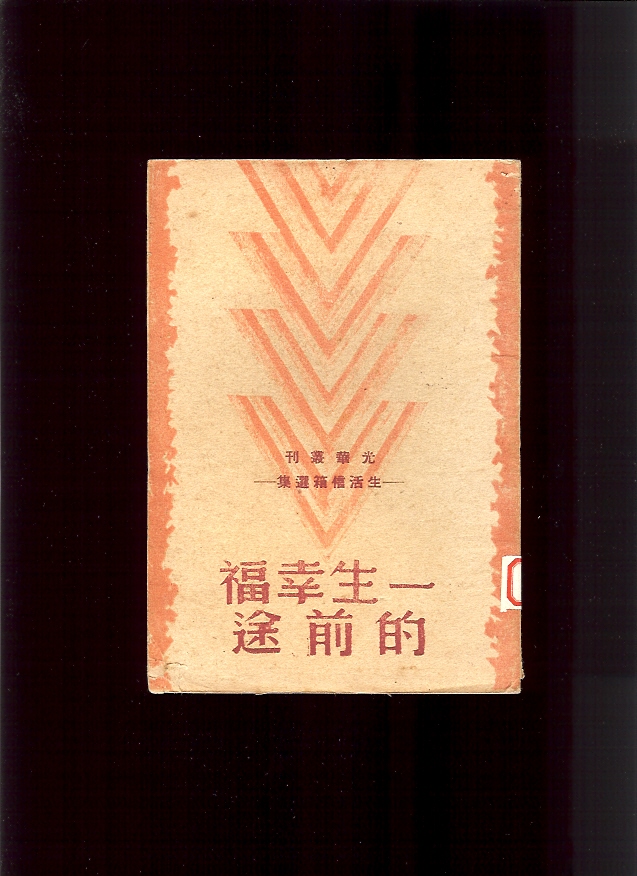 光華叢刊
—生活信箱選集—
一生幸福
的前途